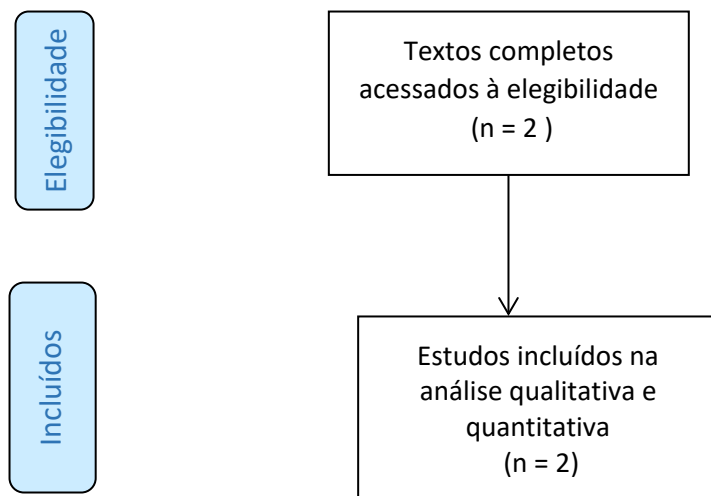 Elegibilidade
Textos completos
acessados à elegibilidade
(n = 2 )
Incluídos
Estudos incluídos na
análise qualitativa e
quantitativa
(n = 2)